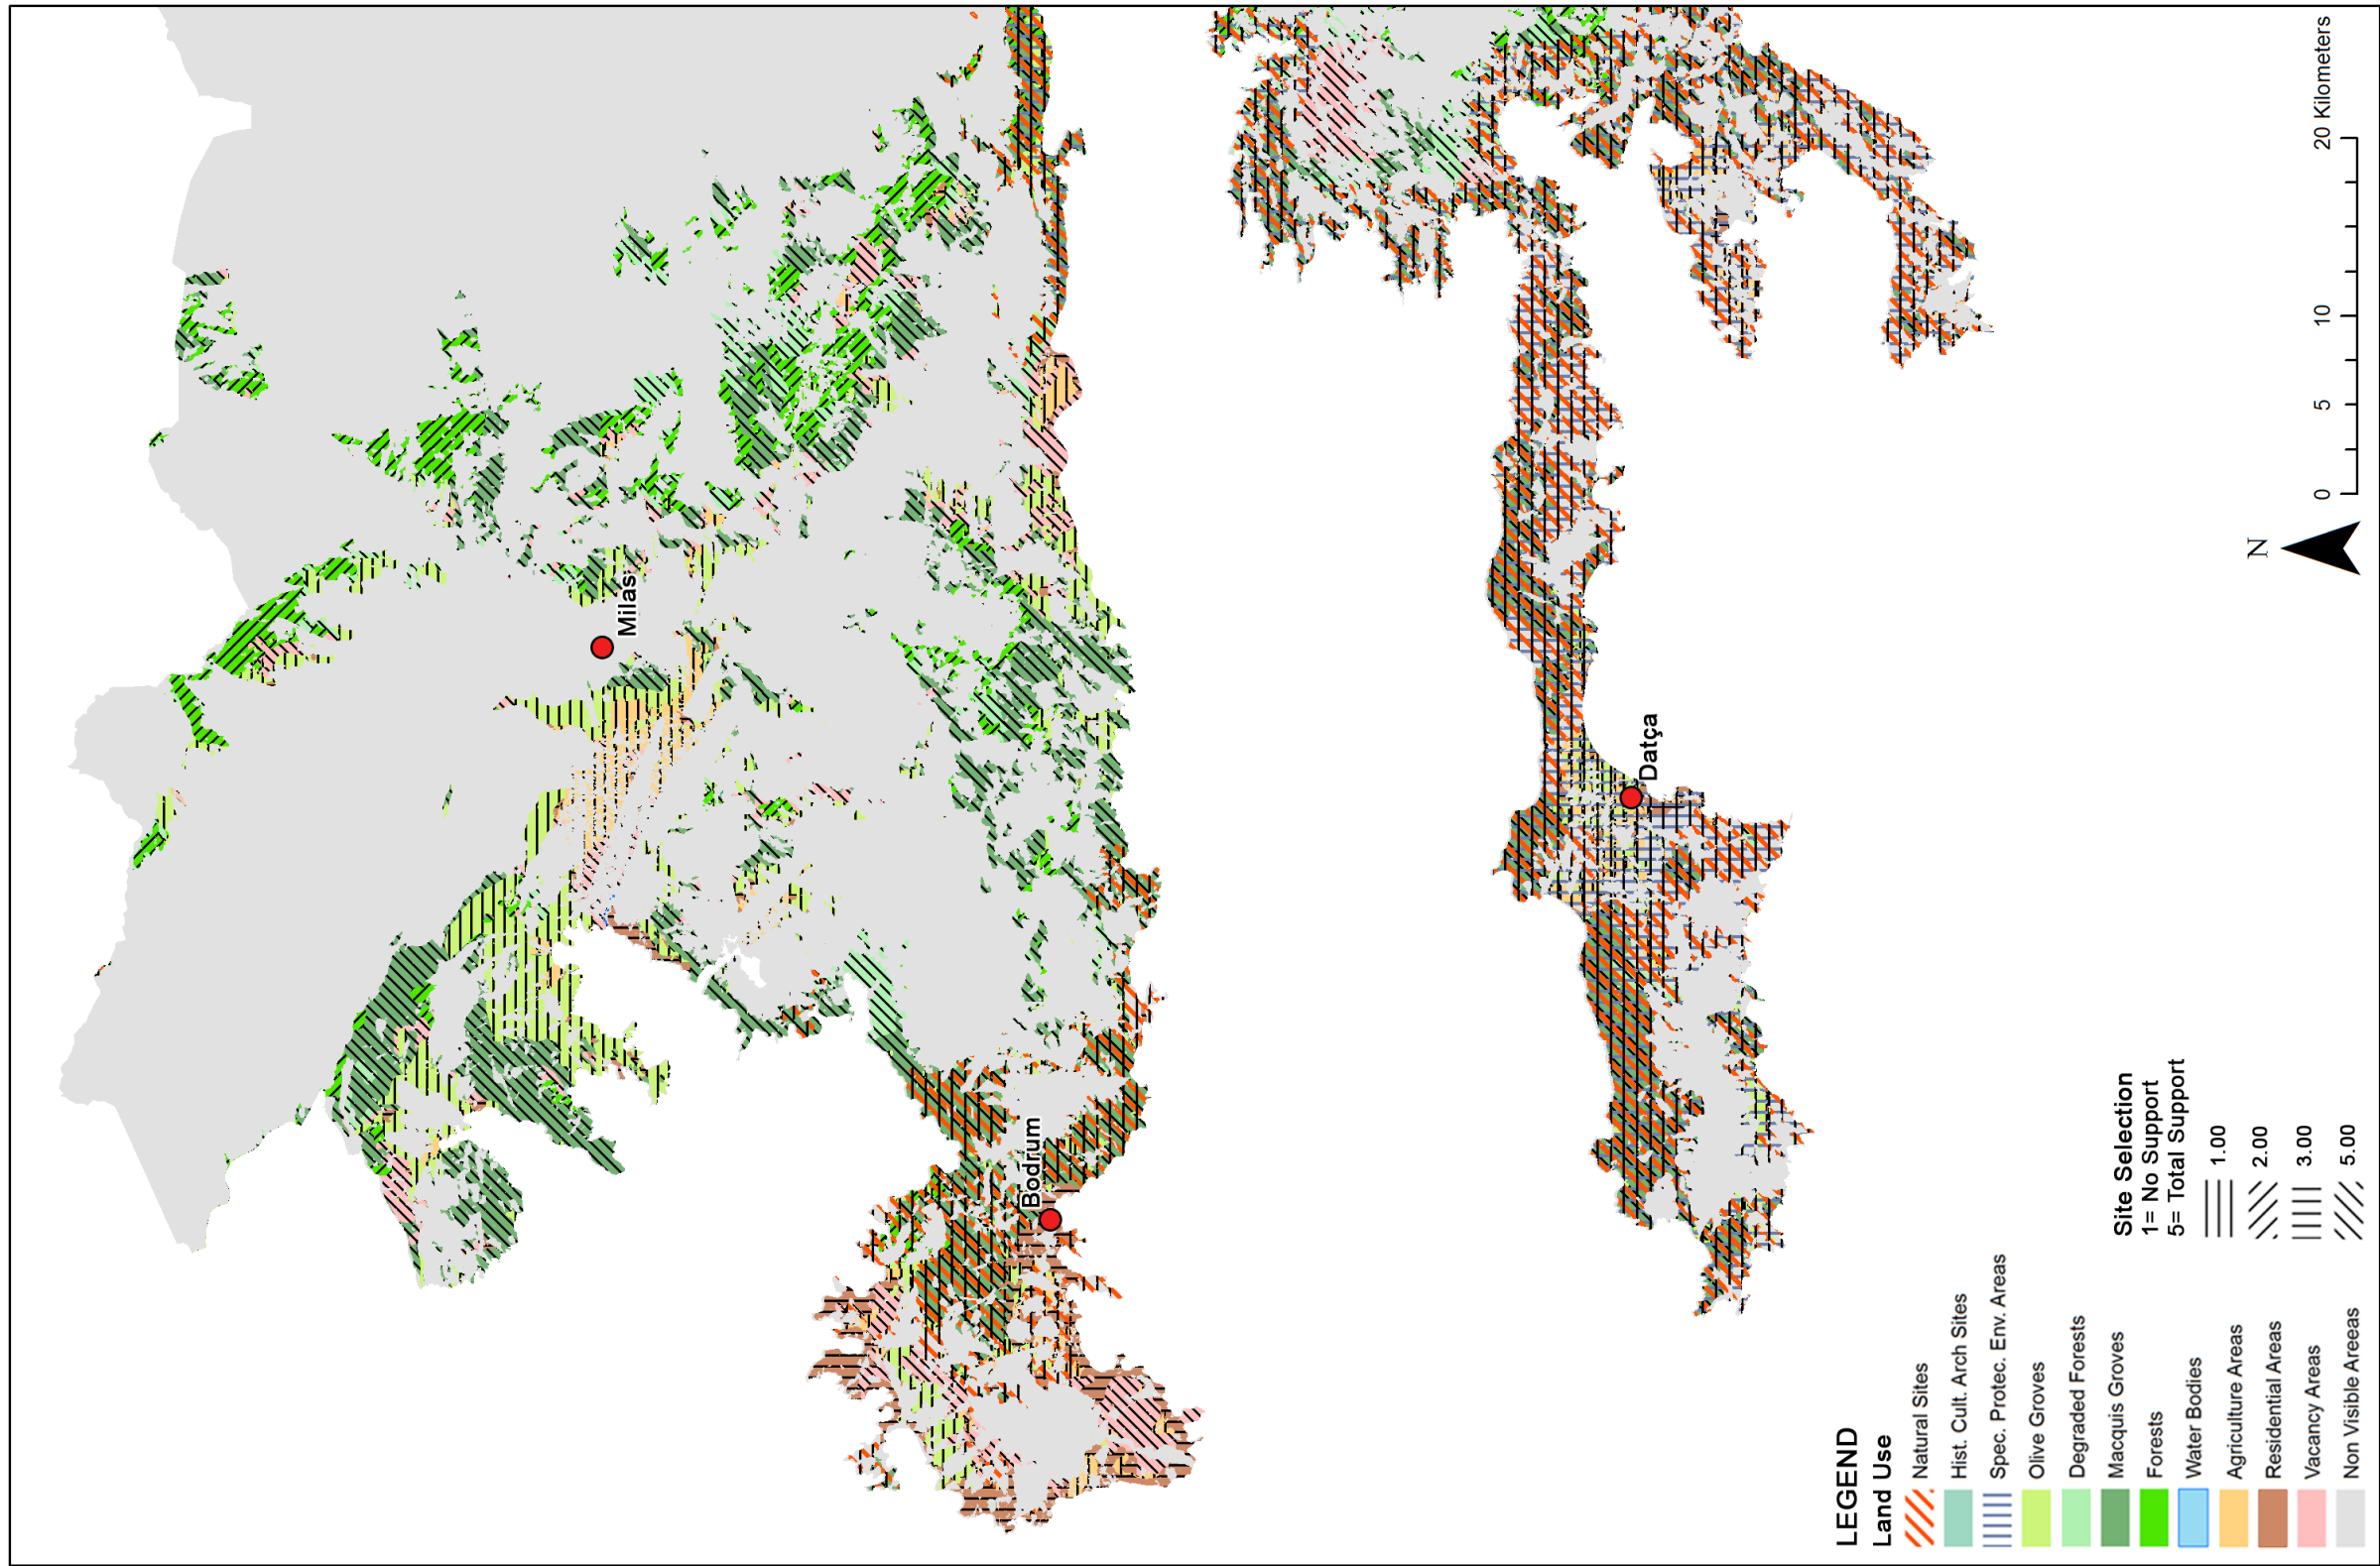 Milas
Bodrum
Datça
N
0 5 10 20 Kilometers
LEGEND
Land Use
Natural Sites
Hist. Cult. Arch Sites
Spec. Protec. Env. Areas
Olive Groves
Degraded Forests
Macquis Groves
Forests
Water Bodies
Agriculture Areas
Residential Areas
Vacancy Areas
Non Visible Areeas
Site Selection
1= No Support
5= Total Support
1.00
2.00
3.00
5.00